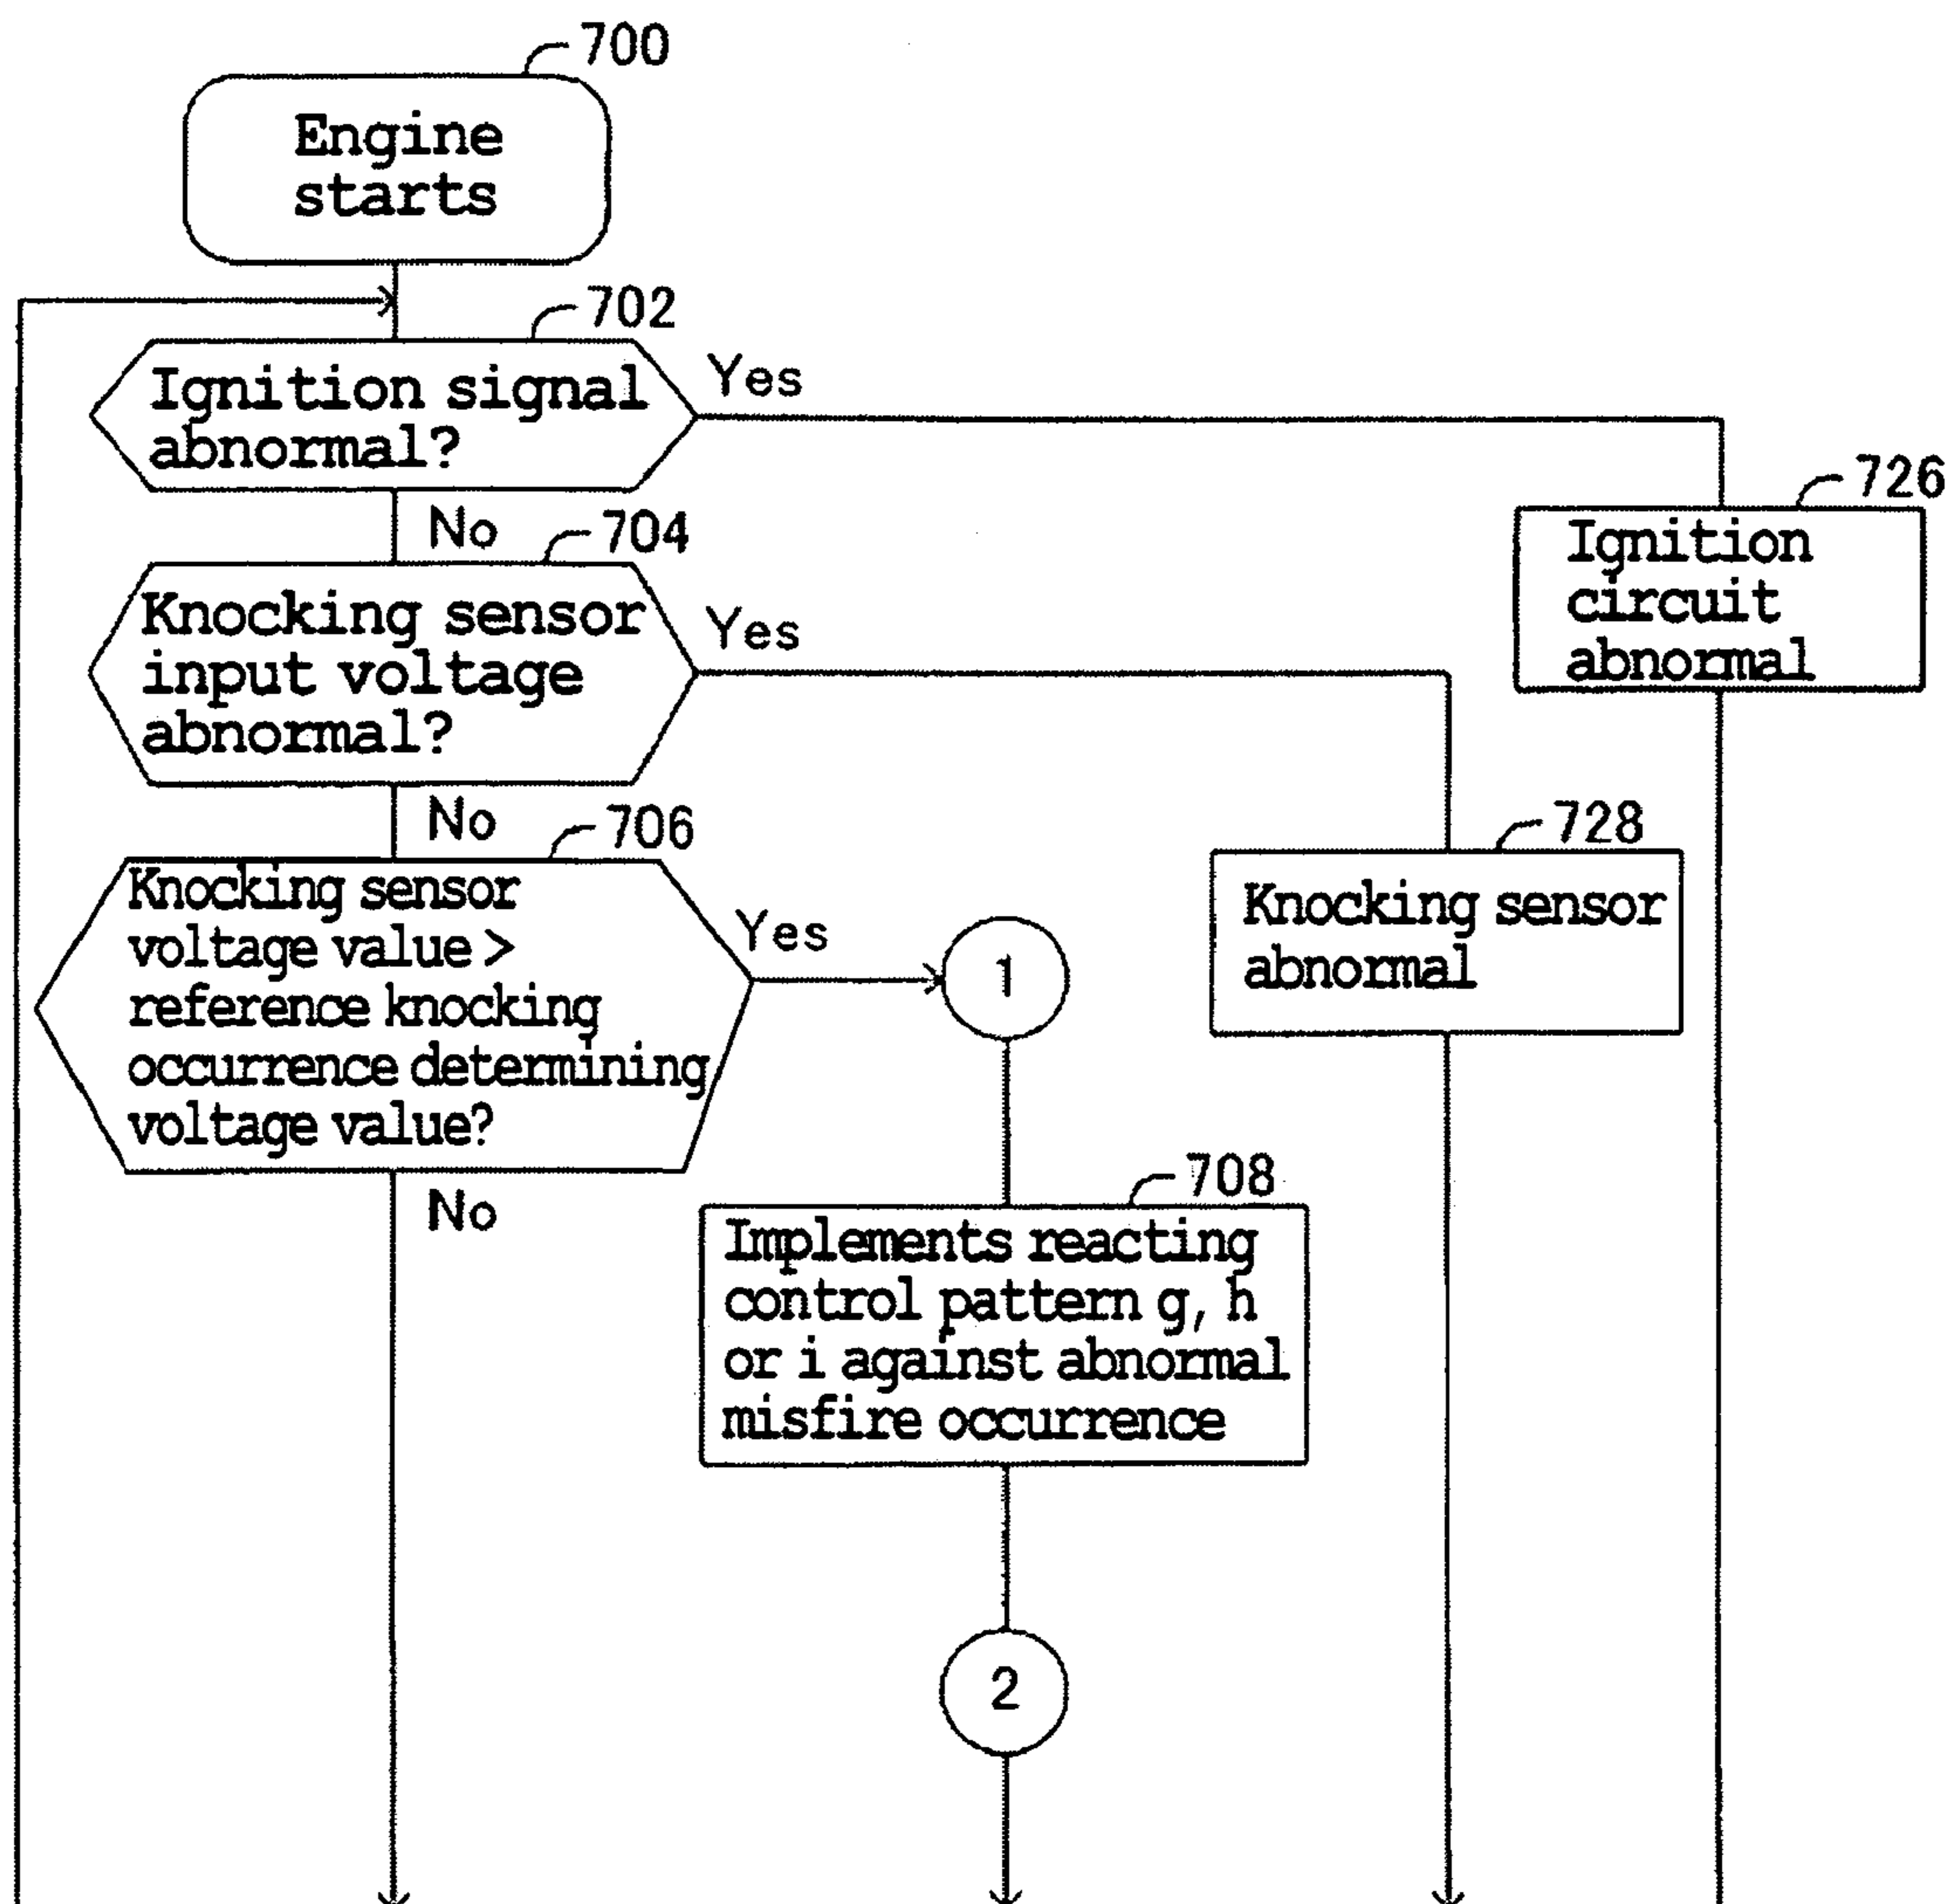 700
Engine
starts
702
Ignition signal
abnormal?
Yes
726
Ignition
circuit
abnormal
No
704
Knocking sensor
input voltage
abnormal?
Yes
No
706
728
Knocking sensor
abnormal
Knocking sensor
voltage value >
reference knocking
occurrence determining
voltage value?
Yes
1
No
708
Implements reacting
control pattern g, h
or i against abnormal
misfire occurrence
2